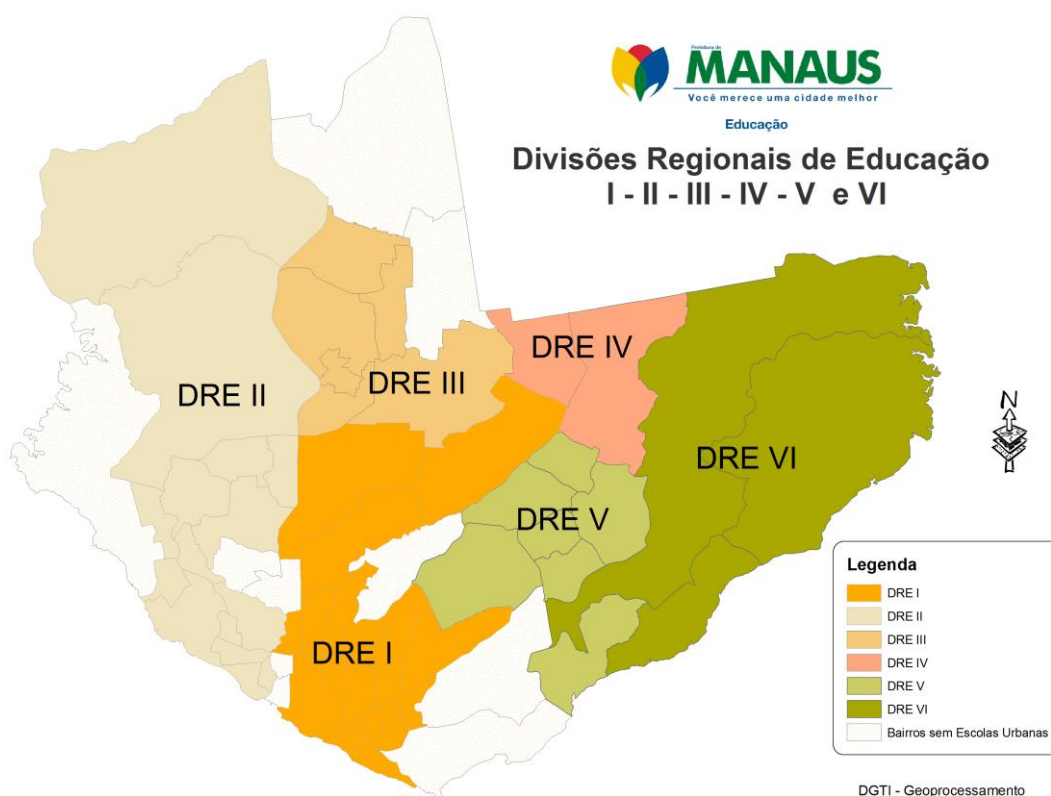 Prefeitura de
MANAUS
Você merece uma cidade melhor
Educação
Divisões Regionais de Educação
I - II - III - IV - V e VI
DRE IV
DRE II
DRE III
DRE VI
N
DRE V
DRE I
Legenda
DRE I
DRE II
DRE III
DRE IV
DRE V
DRE VI
Bairros sem Escolas Urbanas
DGTI - Geoprocessamento